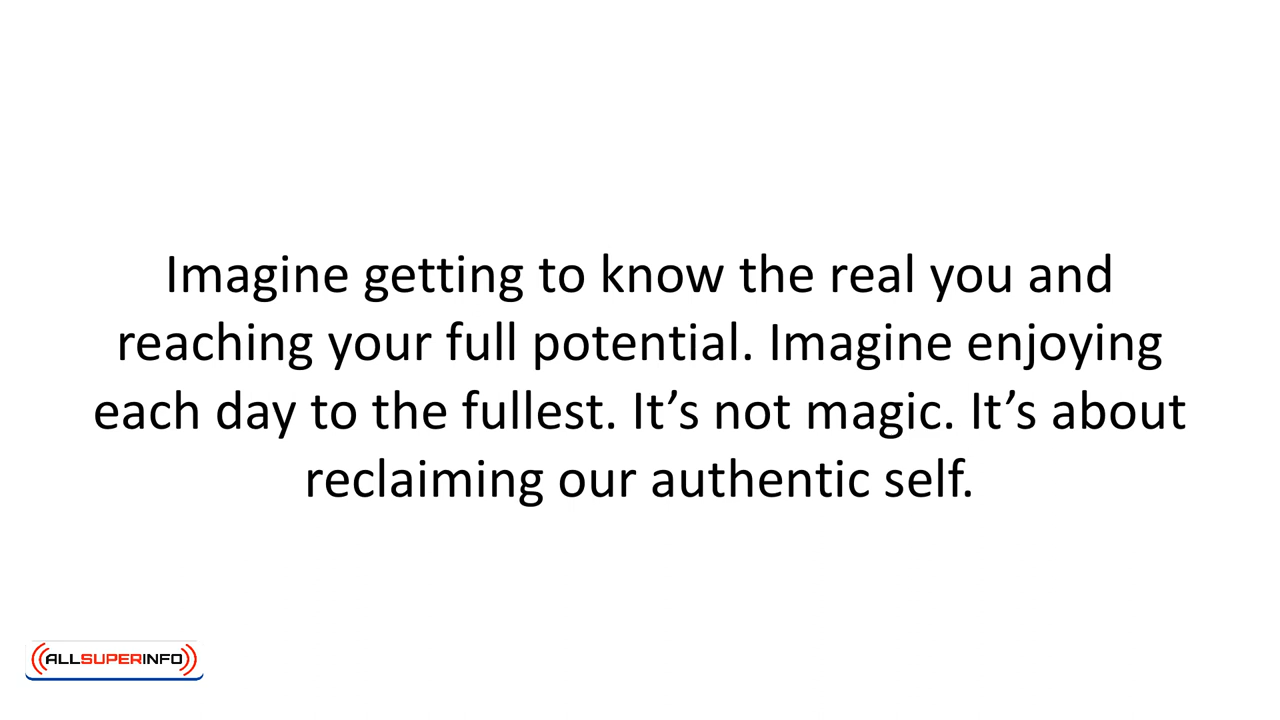 Imagine getting to know the real you and
reaching your full potential. Imagine enjoying
each day to the fullest. It’s not magic. It’s about
reclaiming our authentic self.
ALLSUPERINFO